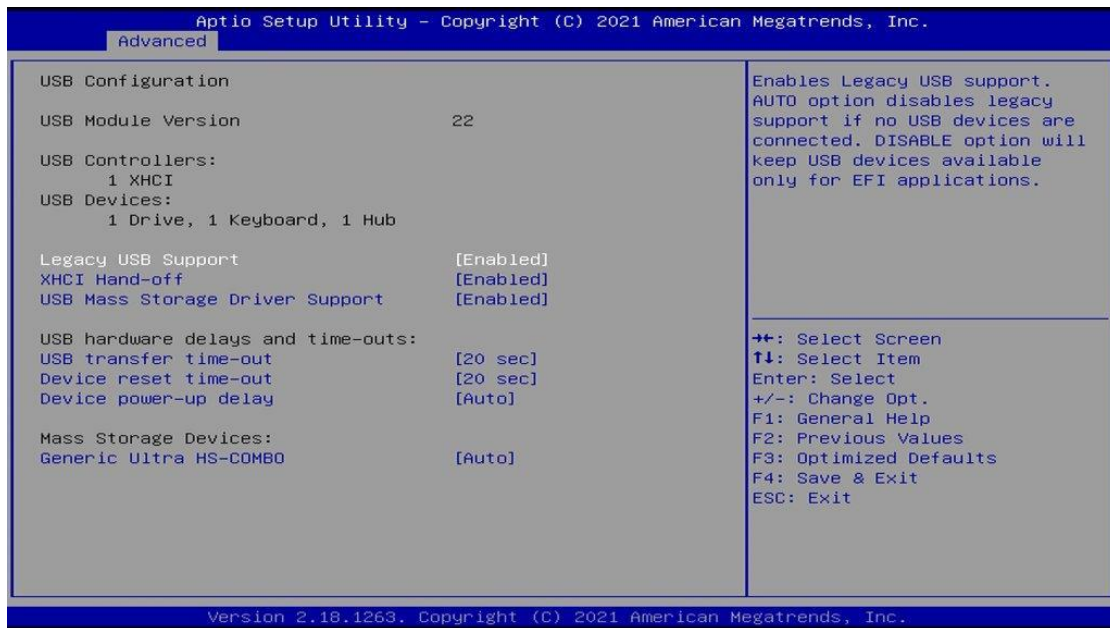 Aptio Setup Utility – Copyright (C) 2021 American Megatrends, Inc.
Advanced
USB Configuration
USB Module Version 22
USB Controllers:
1 XHCI
USB Devices:
1 Drive, 1 Keyboard, 1 Hub
Legacy USB Support [Enabled]
XHCI Hand-off [Enabled]
USB Mass Storage Driver Support [Enabled]
USB hardware delays and time-outs:
USB transfer time-out [20 sec]
Device reset time-out [20 sec]
Device power-up delay [Auto]
Mass Storage Devices:
Generic Ultra HS-COMBO [Auto]
Enables Legacy USB support.
AUTO option disables legacy
support if no USB devices are
connected. DISABLE option will
keep USB devices available
only for EFI applications.
→←: Select Screen
↑↓: Select Item
Enter: Select
+/-: Change Opt.
F1: General Help
F2: Previous Values
F3: Optimized Defaults
F4: Save & Exit
ESC: Exit
Version 2.18.1263. Copyright (C) 2021 American Megatrends, Inc.